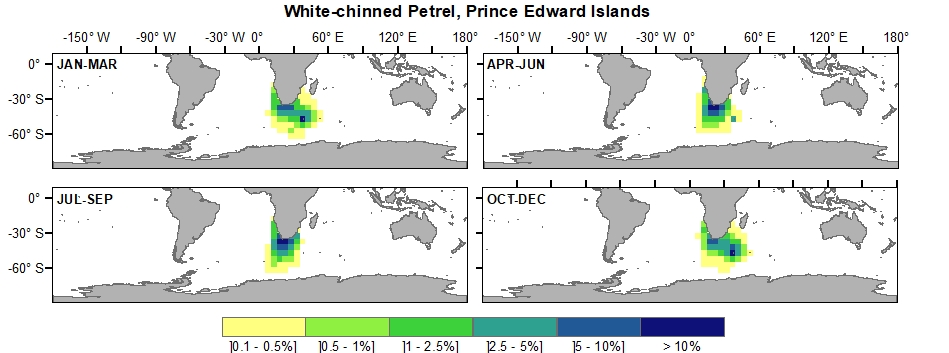 White-chinned Petrel, Prince Edward Islands
-150° W -90° W -30° W 0° 60° E 120° E 180° -150° W -90° W -30° W 0° 60° E 120° E 180°
0° JAN-MAR APR-JUN
-30° S
-60° S
0° JUL-SEP OCT-DEC
-30° S
-60° S
]0.1 - 0.5%] ]0.5 - 1%] ]1 - 2.5%] ]2.5 - 5%] ]5 - 10%] > 10%